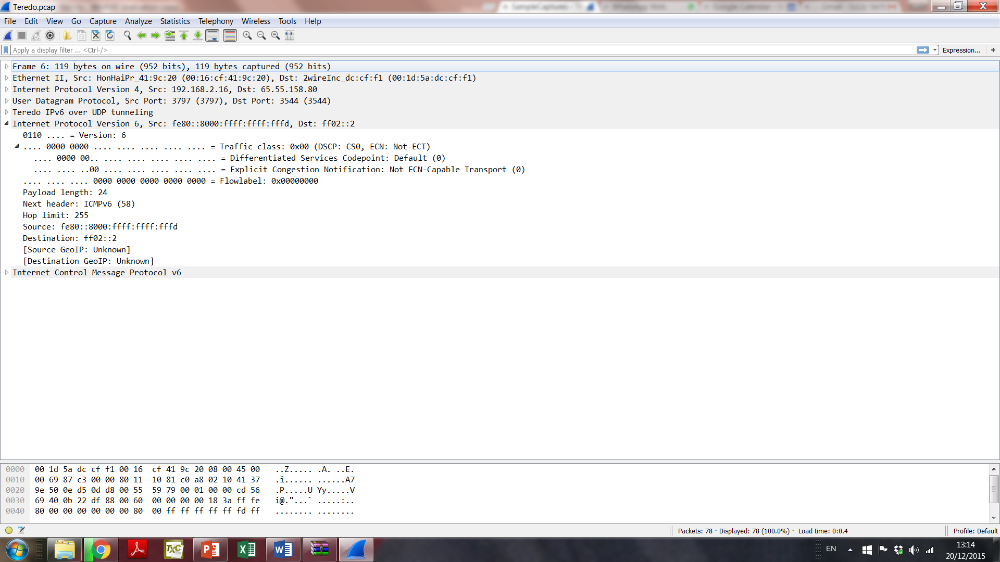 Teredo.pcap
File Edit View Go Capture Analyze Statistics Telephony Wireless Tools Help
Apply a display filter ... <Ctrl-/> Expression... +
Frame 6: 119 bytes on wire (952 bits), 119 bytes captured (952 bits)
Ethernet II, Src: HonHaiPr_41:9c:20 (00:16:cf:41:9c:20), Dst: 2wireInc_dc:cf:f1 (00:1d:5a:dc:cf:f1)
Internet Protocol Version 4, Src: 192.168.2.16, Dst: 65.55.158.80
User Datagram Protocol, Src Port: 3797 (3797), Dst Port: 3544 (3544)
Teredo IPv6 over UDP tunneling
Internet Protocol Version 6, Src: fe80::8000:ffff:ffff:fffd, Dst: ff02::2
0110 .... = Version: 6
.... 0000 0000 .... .... .... .... .... = Traffic class: 0x00 (DSCP: CS0, ECN: Not-ECT)
.... 0000 00.. .... .... .... .... .... = Differentiated Services Codepoint: Default (0)
.... .... ..00 .... .... .... .... .... = Explicit Congestion Notification: Not ECN-Capable Transport (0)
.... .... .... 0000 0000 0000 0000 0000 = Flowlabel: 0x00000000
Payload length: 24
Next header: ICMPv6 (58)
Hop limit: 255
Source: fe80::8000:ffff:ffff:fffd
Destination: ff02::2
[Source GeoIP: Unknown]
[Destination GeoIP: Unknown]
Internet Control Message Protocol v6
0000 00 1d 5a dc cf f1 00 16 cf 41 9c 20 08 00 45 00 ..Z..... .A. ..E.
0010 00 69 87 c3 00 00 80 11 10 81 c0 a8 02 10 41 37 .i...... ......A7
0020 9e 50 0e d5 0d d8 00 55 59 79 00 01 00 00 cd 56 .P.....U Yy.....V
0030 69 40 0b 22 df 88 00 60 00 00 00 00 18 3a ff fe i@."...` .....:..
0040 80 00 00 00 00 00 00 80 00 ff ff ff ff ff fd ff ........ ........
Packets: 78 · Displayed: 78 (100.0%) · Load time: 0:0.4 Profile: Default
EN 13:14
20/12/2015